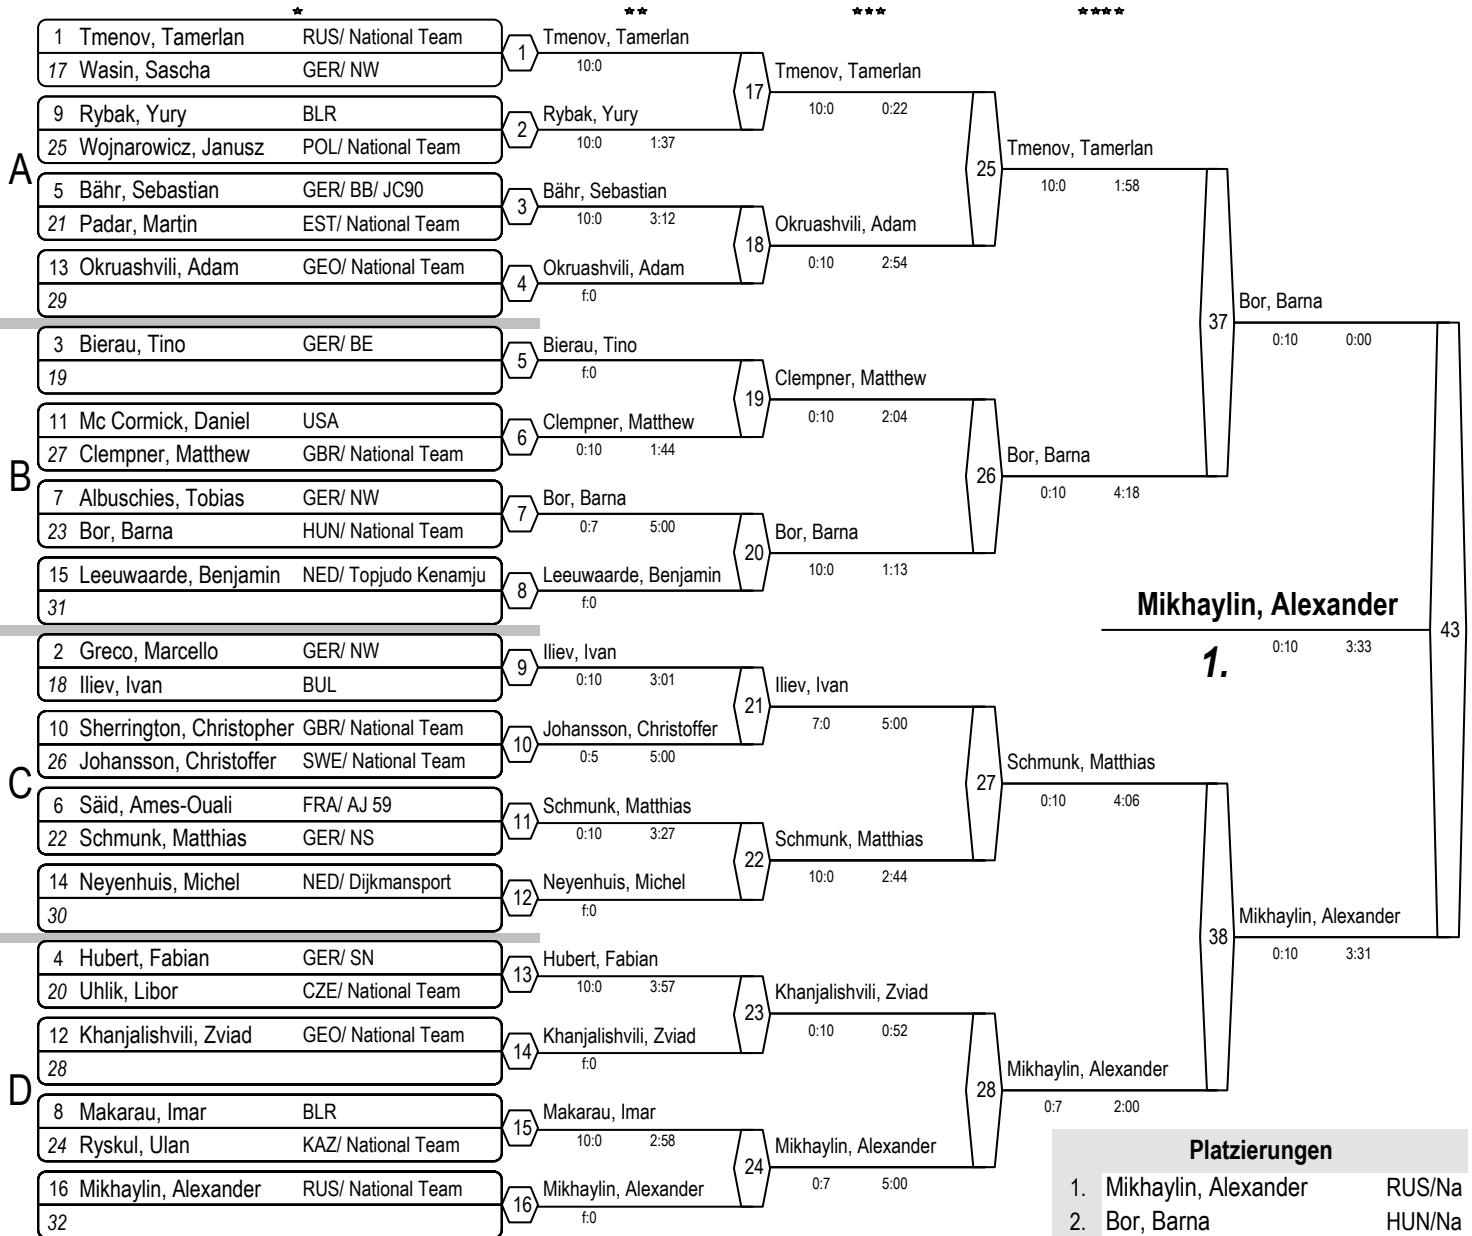 * ** *** ****
A
1 Tmenov, Tamerlan RUS/ National Team
17 Wasin, Sascha GER/ NW
9 Rybak, Yury BLR
25 Wojnarowicz, Janusz POL/ National Team
5 Bähr, Sebastian GER/ BB/ JC90
21 Padar, Martin EST/ National Team
13 Okruashvili, Adam GEO/ National Team
29
B
3 Bierau, Tino GER/ BE
19
11 Mc Cormick, Daniel USA
27 Clempner, Matthew GBR/ National Team
7 Albuschies, Tobias GER/ NW
23 Bor, Barna HUN/ National Team
15 Leeuwaarde, Benjamin NED/ Topjudo Kenamju
31
C
2 Greco, Marcello GER/ NW
18 Iliev, Ivan BUL
10 Sherrington, Christopher GBR/ National Team
26 Johansson, Christoffer SWE/ National Team
6 Säid, Ames-Ouali FRA/ AJ 59
22 Schmunk, Matthias GER/ NS
14 Neyenhuis, Michel NED/ Dijkmansport
30
D
4 Hubert, Fabian GER/ SN
20 Uhlik, Libor CZE/ National Team
12 Khanjalishvili, Zviad GEO/ National Team
28
8 Makarau, Imar BLR
24 Ryskul, Ulan KAZ/ National Team
16 Mikhaylin, Alexander RUS/ National Team
32
1 Tmenov, Tamerlan
10:0
2 Rybak, Yury
10:0 1:37
3 Bähr, Sebastian
10:0 3:12
4 Okruashvili, Adam
f:0
5 Bierau, Tino
f:0
6 Clempner, Matthew
0:10 1:44
7 Bor, Barna
0:7 5:00
8 Leeuwaarde, Benjamin
f:0
9 Iliev, Ivan
0:10 3:01
10 Johansson, Christoffer
0:5 5:00
11 Schmunk, Matthias
0:10 3:27
12 Neyenhuis, Michel
f:0
13 Hubert, Fabian
10:0 3:57
14 Khanjalishvili, Zviad
f:0
15 Makarau, Imar
10:0 2:58
16 Mikhaylin, Alexander
f:0
17 Tmenov, Tamerlan
10:0 0:22
18 Okruashvili, Adam
0:10 2:54
19 Clempner, Matthew
0:10 2:04
20 Bor, Barna
10:0 1:13
21 Iliev, Ivan
7:0 5:00
22 Schmunk, Matthias
10:0 2:44
23 Khanjalishvili, Zviad
0:10 0:52
24 Mikhaylin, Alexander
0:7 5:00
25 Tmenov, Tamerlan
10:0 1:58
26 Bor, Barna
0:10 4:18
27 Schmunk, Matthias
0:10 4:06
28 Mikhaylin, Alexander
0:7 2:00
37 Bor, Barna
0:10 0:00
38 Mikhaylin, Alexander
0:10 3:31
43
Mikhaylin, Alexander
1. 0:10 3:33
Platzierungen
1. Mikhaylin, Alexander RUS/Na
2. Bor, Barna HUN/Na